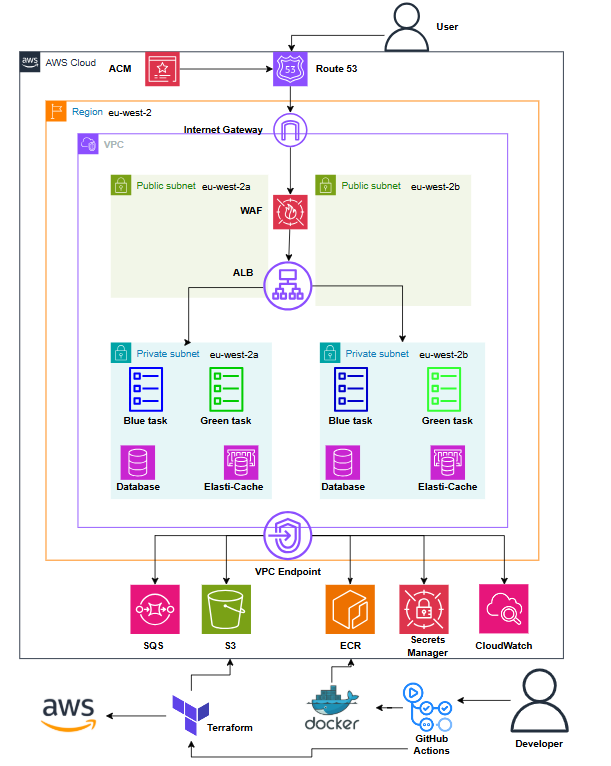 User
aws
AWS Cloud
ACM
53
Route 53
Region eu-west-2
Internet Gateway
VPC
Public subnet eu-west-2a
Public subnet eu-west-2b
WAF
ALB
Private subnet eu-west-2a
Private subnet eu-west-2b
Blue task
Green task
Blue task
Green task
Database
Elasti-Cache
Database
Elasti-Cache
VPC Endpoint
SQS
S3
ECR
Secrets
Manager
CloudWatch
aws
Terraform
docker
GitHub
Actions
Developer